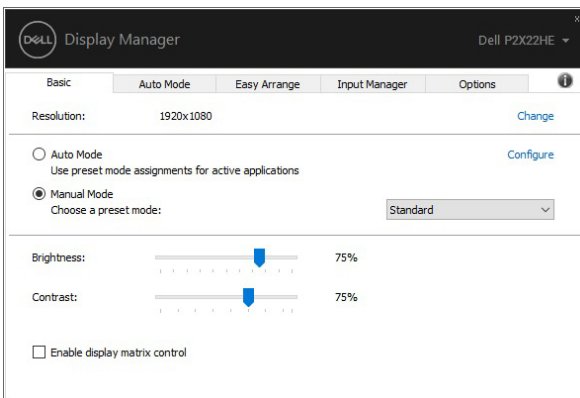 DELL Display Manager Dell P2X22HE
Basic Auto Mode Easy Arrange Input Manager Options
Resolution: 1920x1080 Change
Auto Mode Configure
Use preset mode assignments for active applications
Manual Mode
Choose a preset mode: Standard
Brightness: 75%
Contrast: 75%
Enable display matrix control